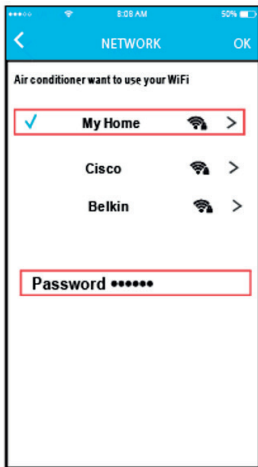 8:08 AM 50%
NETWORK OK
Air conditioner want to use your WiFi
My Home
Cisco
Belkin
Password ••••••